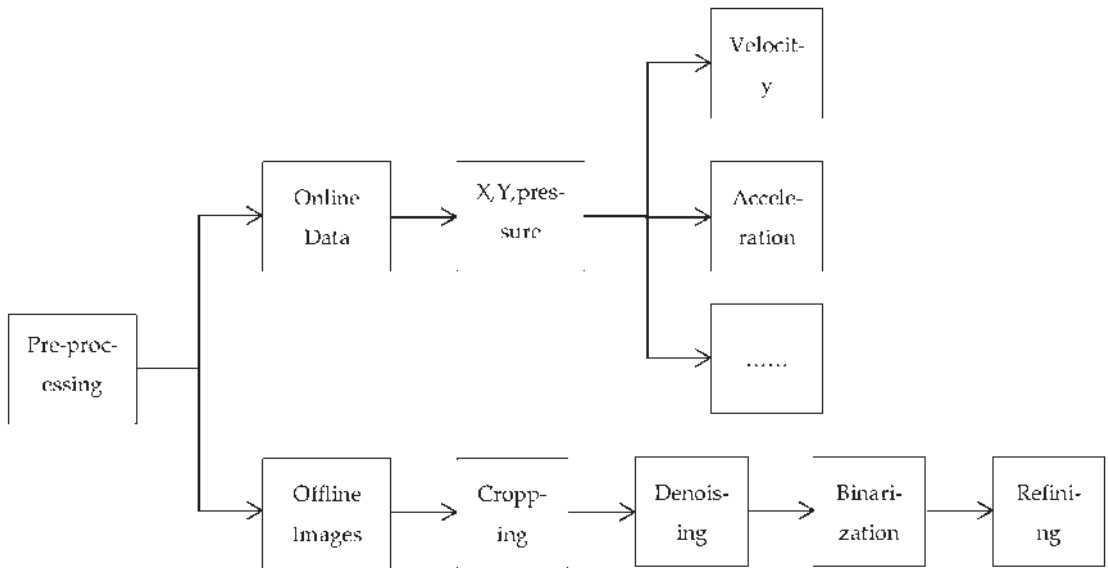 Velocit-
y
Online
Data
X,Y,pres-
sure
Accele-
ration
Pre-proc-
essing
......
Offline
Images
Cropp-
ing
Denois-
ing
Binari-
zation
Refini-
ng